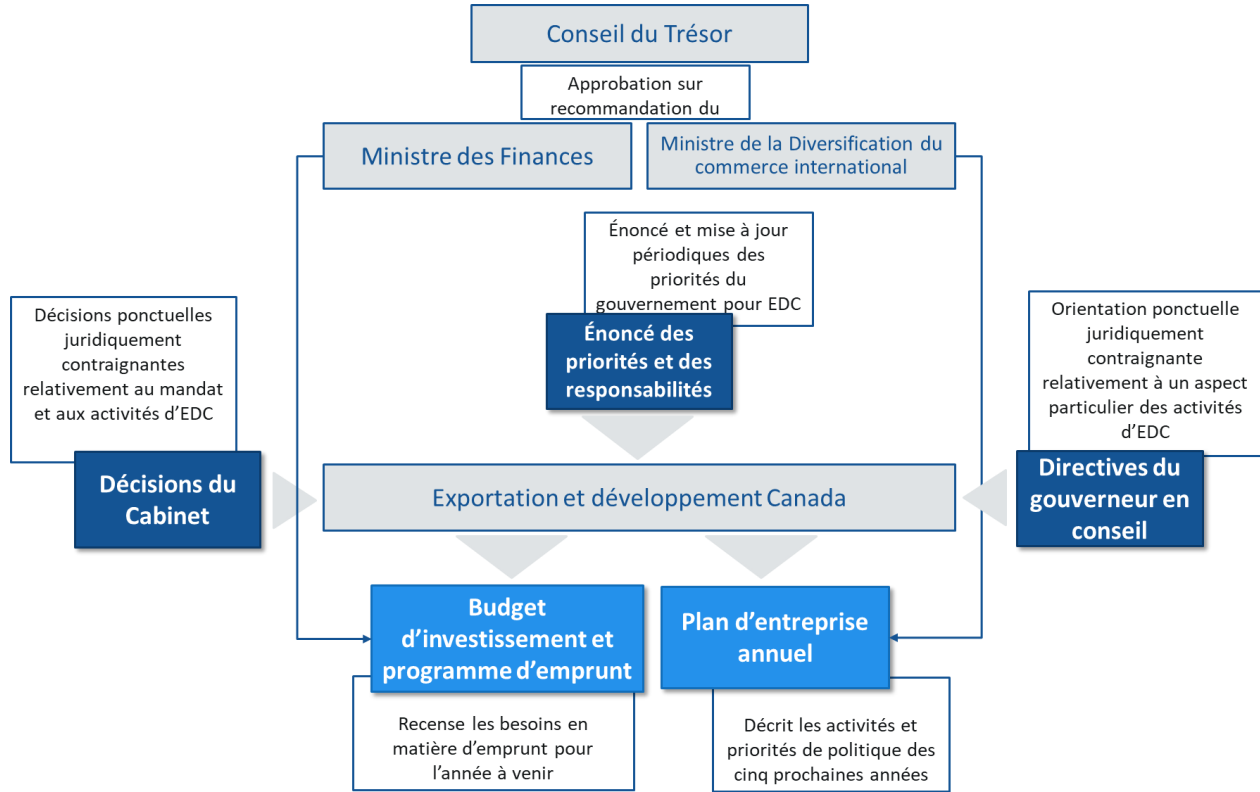 Conseil du Trésor
Approbation sur
recommandation du
Ministre des Finances
Ministre de la Diversification du
commerce international
Énoncé et mise à jour
périodiques des
priorités du
gouvernement pour EDC
Énoncé des
priorités et des
responsabilités
Décisions ponctuelles
juridiquement
contraignantes
relativement au mandat
et aux activités d’EDC
Décisions du
Cabinet
Orientation ponctuelle
juridiquement
contraignante
relativement à un aspect
particulier des activités
d’EDC
Directives du
gouverneur en
conseil
Exportation et développement Canada
Budget
d’investissement et
programme d’emprunt
Recense les besoins en
matière d’emprunt pour
l’année à venir
Plan d’entreprise
annuel
Décrit les activités et
priorités de politique des
cinq prochaines années